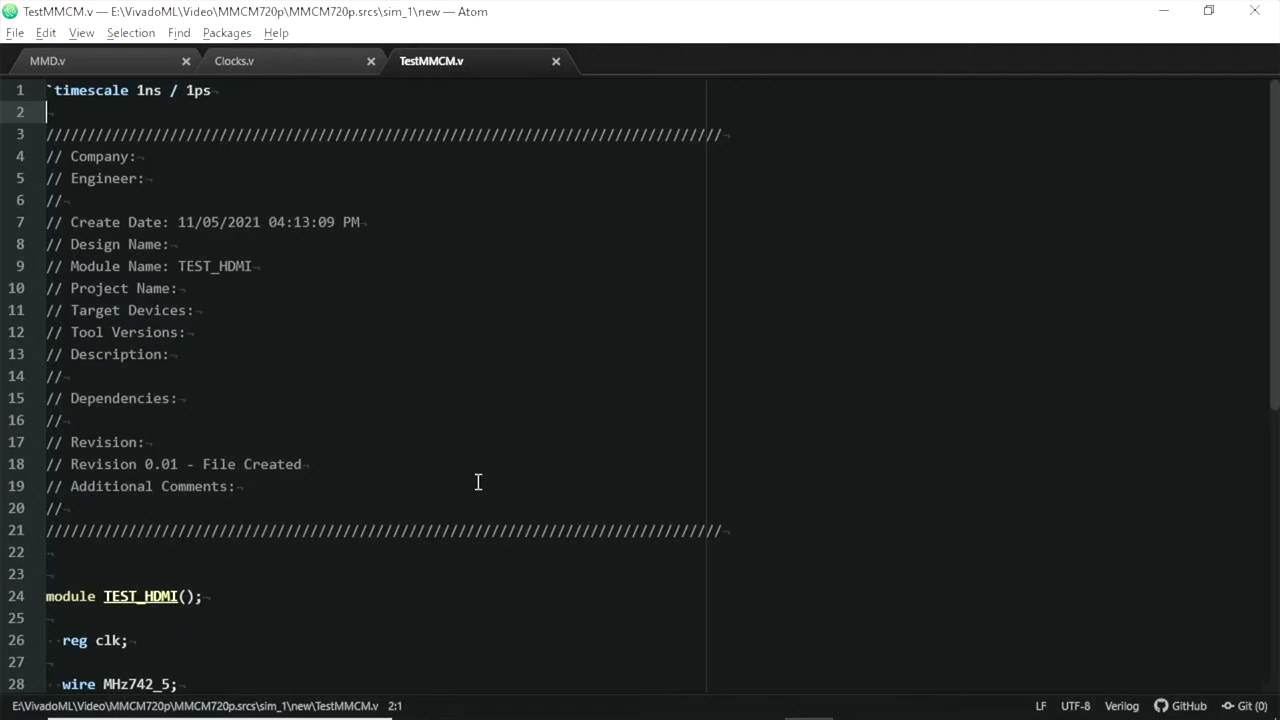 TestMMCM.v — E:\VivadoML\Video\MMCM720p\MMCM720p.srcs\sim_1\new — Atom
File Edit View Selection Find Packages Help
MMD.v Clocks.v TestMMCM.v
1 `timescale 1ns / 1ps
2
3 //////////////////////////////////////////////////////////////////////////////////
4 // Company:
5 // Engineer:
6 //
7 // Create Date: 11/05/2021 04:13:09 PM
8 // Design Name:
9 // Module Name: TEST_HDMI
10 // Project Name:
11 // Target Devices:
12 // Tool Versions:
13 // Description:
14 //
15 // Dependencies:
16 //
17 // Revision:
18 // Revision 0.01 - File Created
19 // Additional Comments:
20 //
21 //////////////////////////////////////////////////////////////////////////////////
22
23
24 module TEST_HDMI();
25
26 reg clk;
27
28 wire MHz742_5;
E:\VivadoML\Video\MMCM720p\MMCM720p.srcs\sim_1\new\TestMMCM.v 2:1 LF UTF-8 Verilog GitHub Git (0)